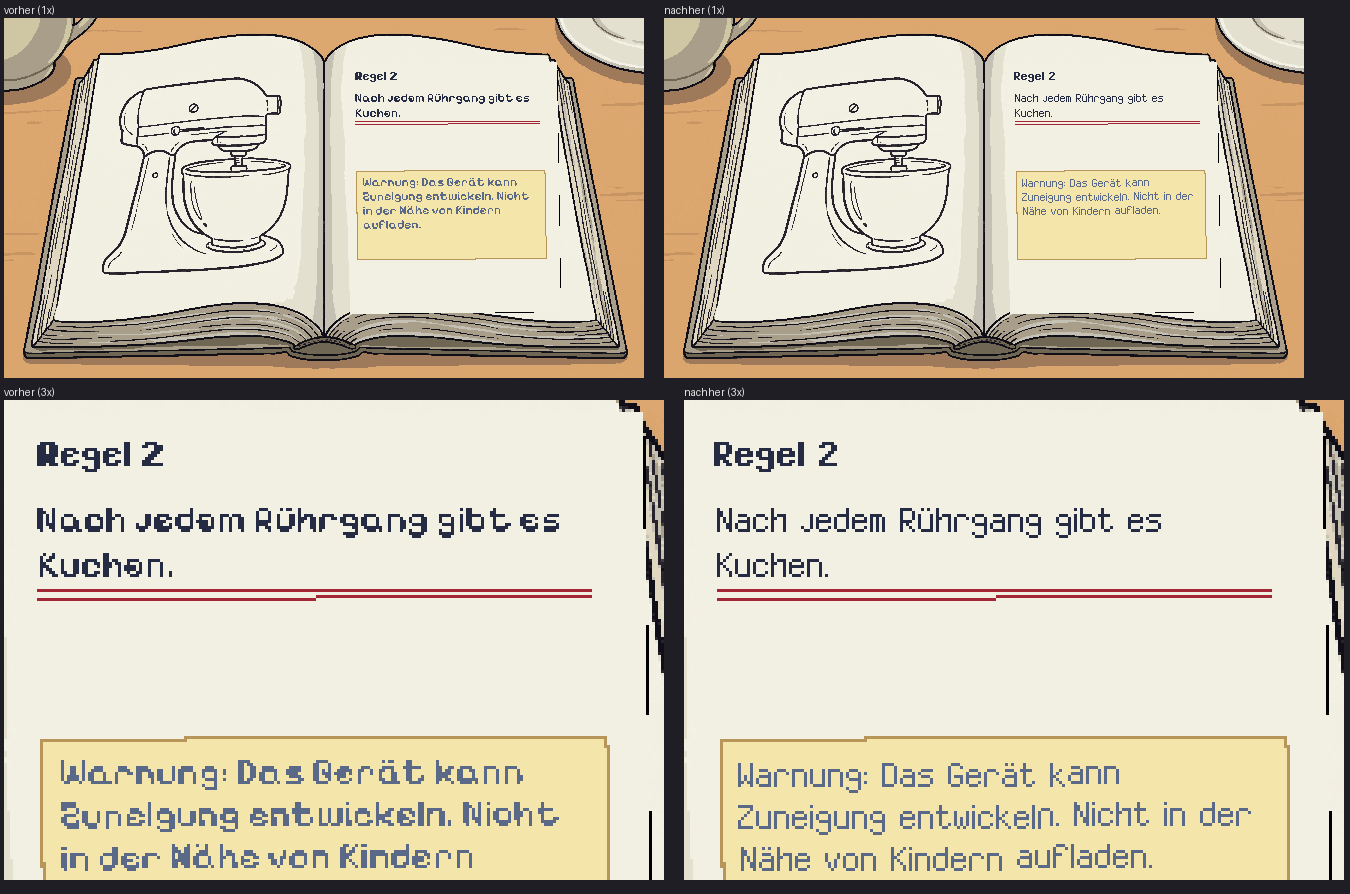 vorher (1x)
nachher (1x)
Regel 2
Nach jedem Rührgang gibt es
Kuchen.
Warnung: Das Gerät kann
Zuneigung entwickeln. Nicht
in der Nähe von Kindern
aufladen.
Regel 2
Nach jedem Rührgang gibt es
Kuchen.
Warnung: Das Gerät kann
Zuneigung entwickeln. Nicht in der
Nähe von Kindern aufladen.
vorher (3x)
nachher (3x)
Regel 2
Nach jedem Rührgang gibt es
Kuchen.
Warnung: Das Gerät kann
Zuneigung entwickeln. Nicht
in der Nähe von Kindern
Regel 2
Nach jedem Rührgang gibt es
Kuchen.
Warnung: Das Gerät kann
Zuneigung entwickeln. Nicht in der
Nähe von Kindern aufladen.